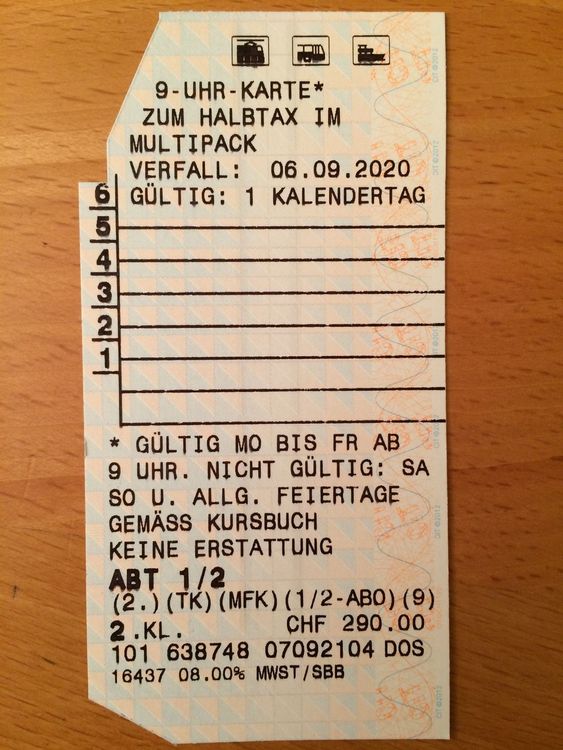 9-UHR-KARTE*
ZUM HALBTAX IM
MULTIPACK
VERFALL: 06.09.2020
6 GÜLTIG: 1 KALENDERTAG
5
4
3
2
1
* GÜLTIG MO BIS FR AB
9 UHR. NICHT GÜLTIG: SA
SO U. ALLG. FEIERTAGE
GEMÄSS KURSBUCH
KEINE ERSTATTUNG
ABT 1/2
(2.)(TK)(MFK)(1/2-ABO)(9)
2.KL. CHF 290.00
101 638748 07092104 DOS
16437 08.00% MWST/SBB